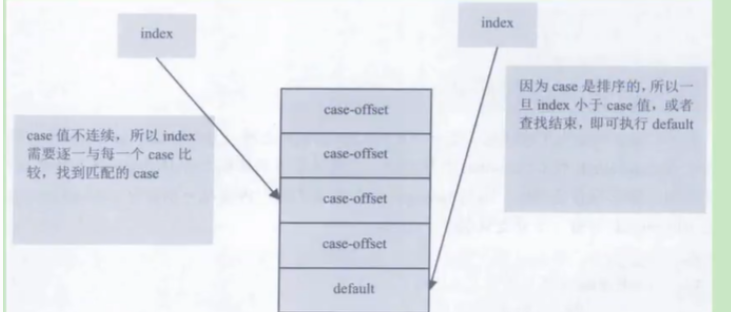 index
index
因为 case 是排序的，所以一
旦 index 小于 case 值，或者
查找结束，即可执行 default
case 值不连续，所以 index
需要逐一与每一个 case 比
较，找到匹配的 case
case-offset
case-offset
case-offset
case-offset
default